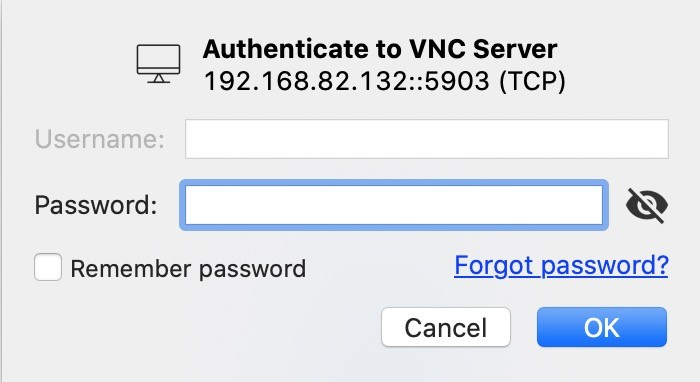 Authenticate to VNC Server
192.168.82.132::5903 (TCP)
Username:
Password:
Remember password
Forgot password?
Cancel
OK